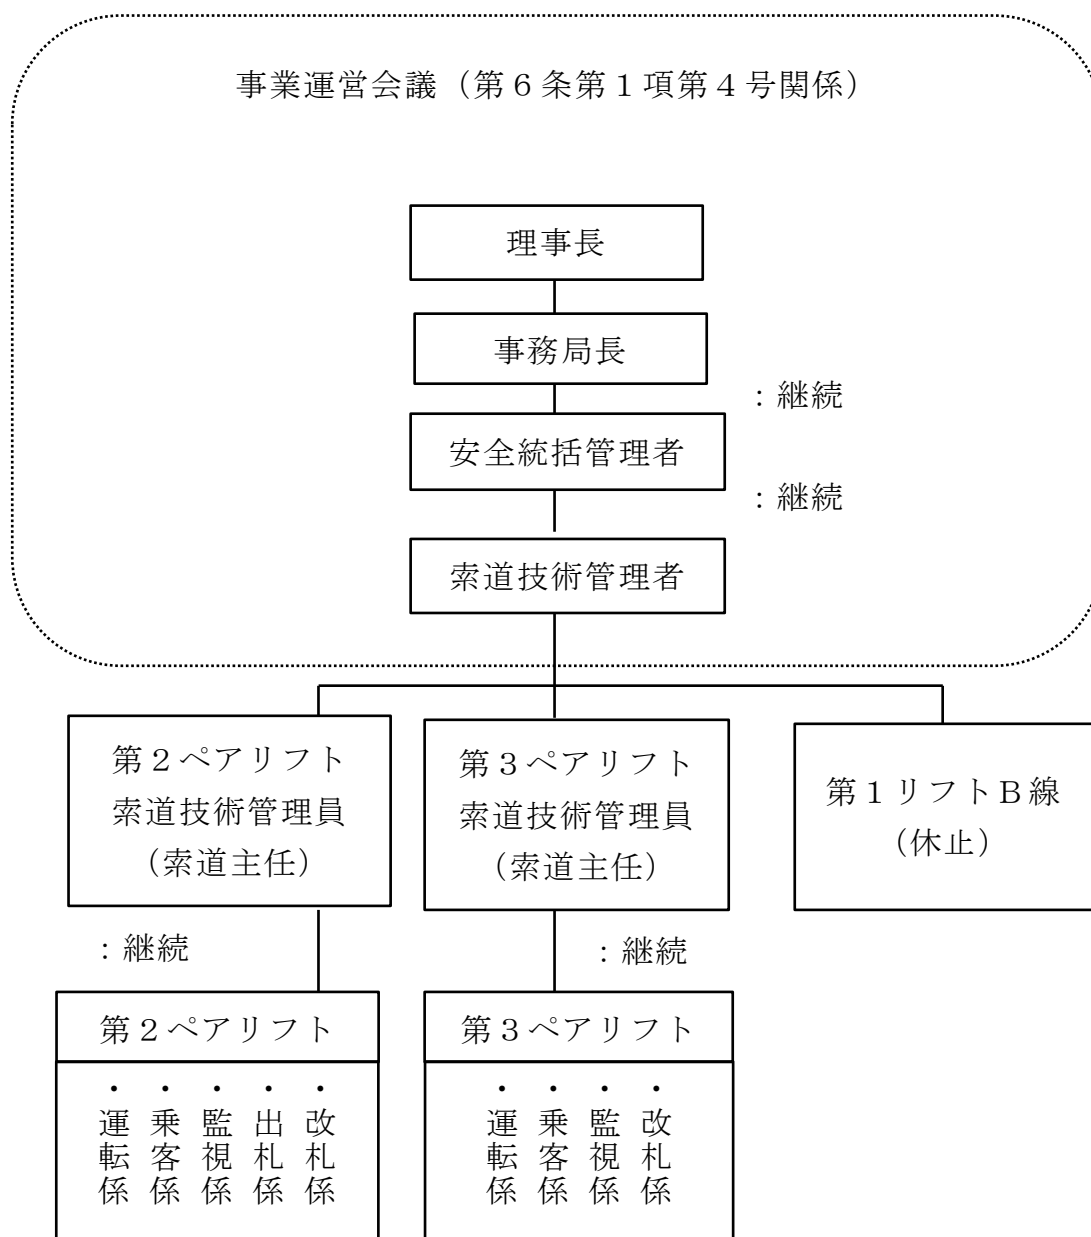 事業運営会議（第６条第１項第４号関係）
理事長
事務局長
：継続
安全統括管理者
：継続
索道技術管理者
第２ペアリフト
索道技術管理員
（索道主任）
第３ペアリフト
索道技術管理員
（索道主任）
第１リフトＢ線
（休止）
：継続
：継続
第２ペアリフト
・運転係
・乗客係
・監視係
・出札係
・改札係
第３ペアリフト
・運転係
・乗客係
・監視係
・改札係